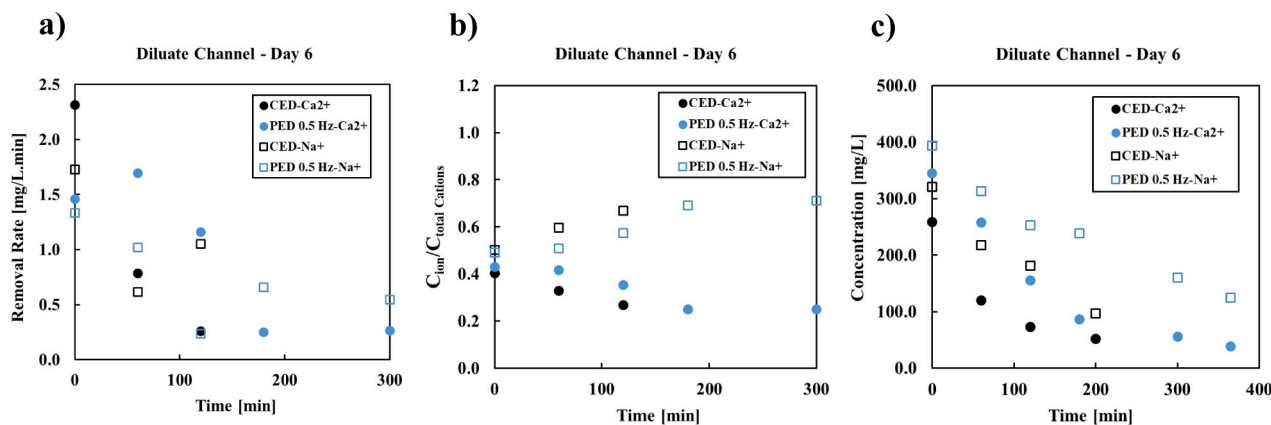 a)
Diluate Channel - Day 6
Removal Rate [mg/L.min]
2.5
2.0
1.5
1.0
0.5
0.0
0
100
200
300
Time [min]
CED-Ca2+
PED 0.5 Hz-Ca2+
CED-Na+
PED 0.5 Hz-Na+
b)
Diluate Channel - Day 6
Cion/Ctotal Cations
1.2
1.0
0.8
0.6
0.4
0.2
0.0
0
100
200
300
Time [min]
CED-Ca2+
PED 0.5 Hz-Ca2+
CED-Na+
PED 0.5 Hz-Na+
c)
Diluate Channel - Day 6
Concentration [mg/L]
500.0
400.0
300.0
200.0
100.0
0.0
0
100
200
300
400
Time [min]
CED-Ca2+
PED 0.5 Hz-Ca2+
CED-Na+
PED 0.5 Hz-Na+